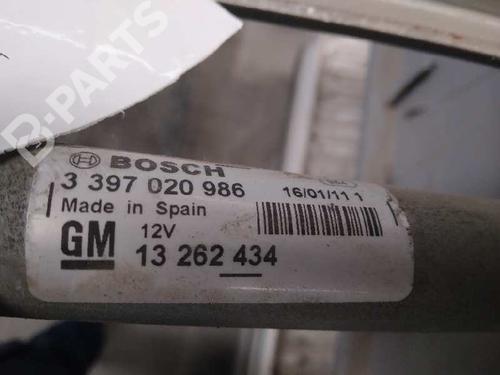 B-PARTS
BOSCH
3 397 020 986
16/01/11 1
Made in Spain
GM
12V
13 262 434